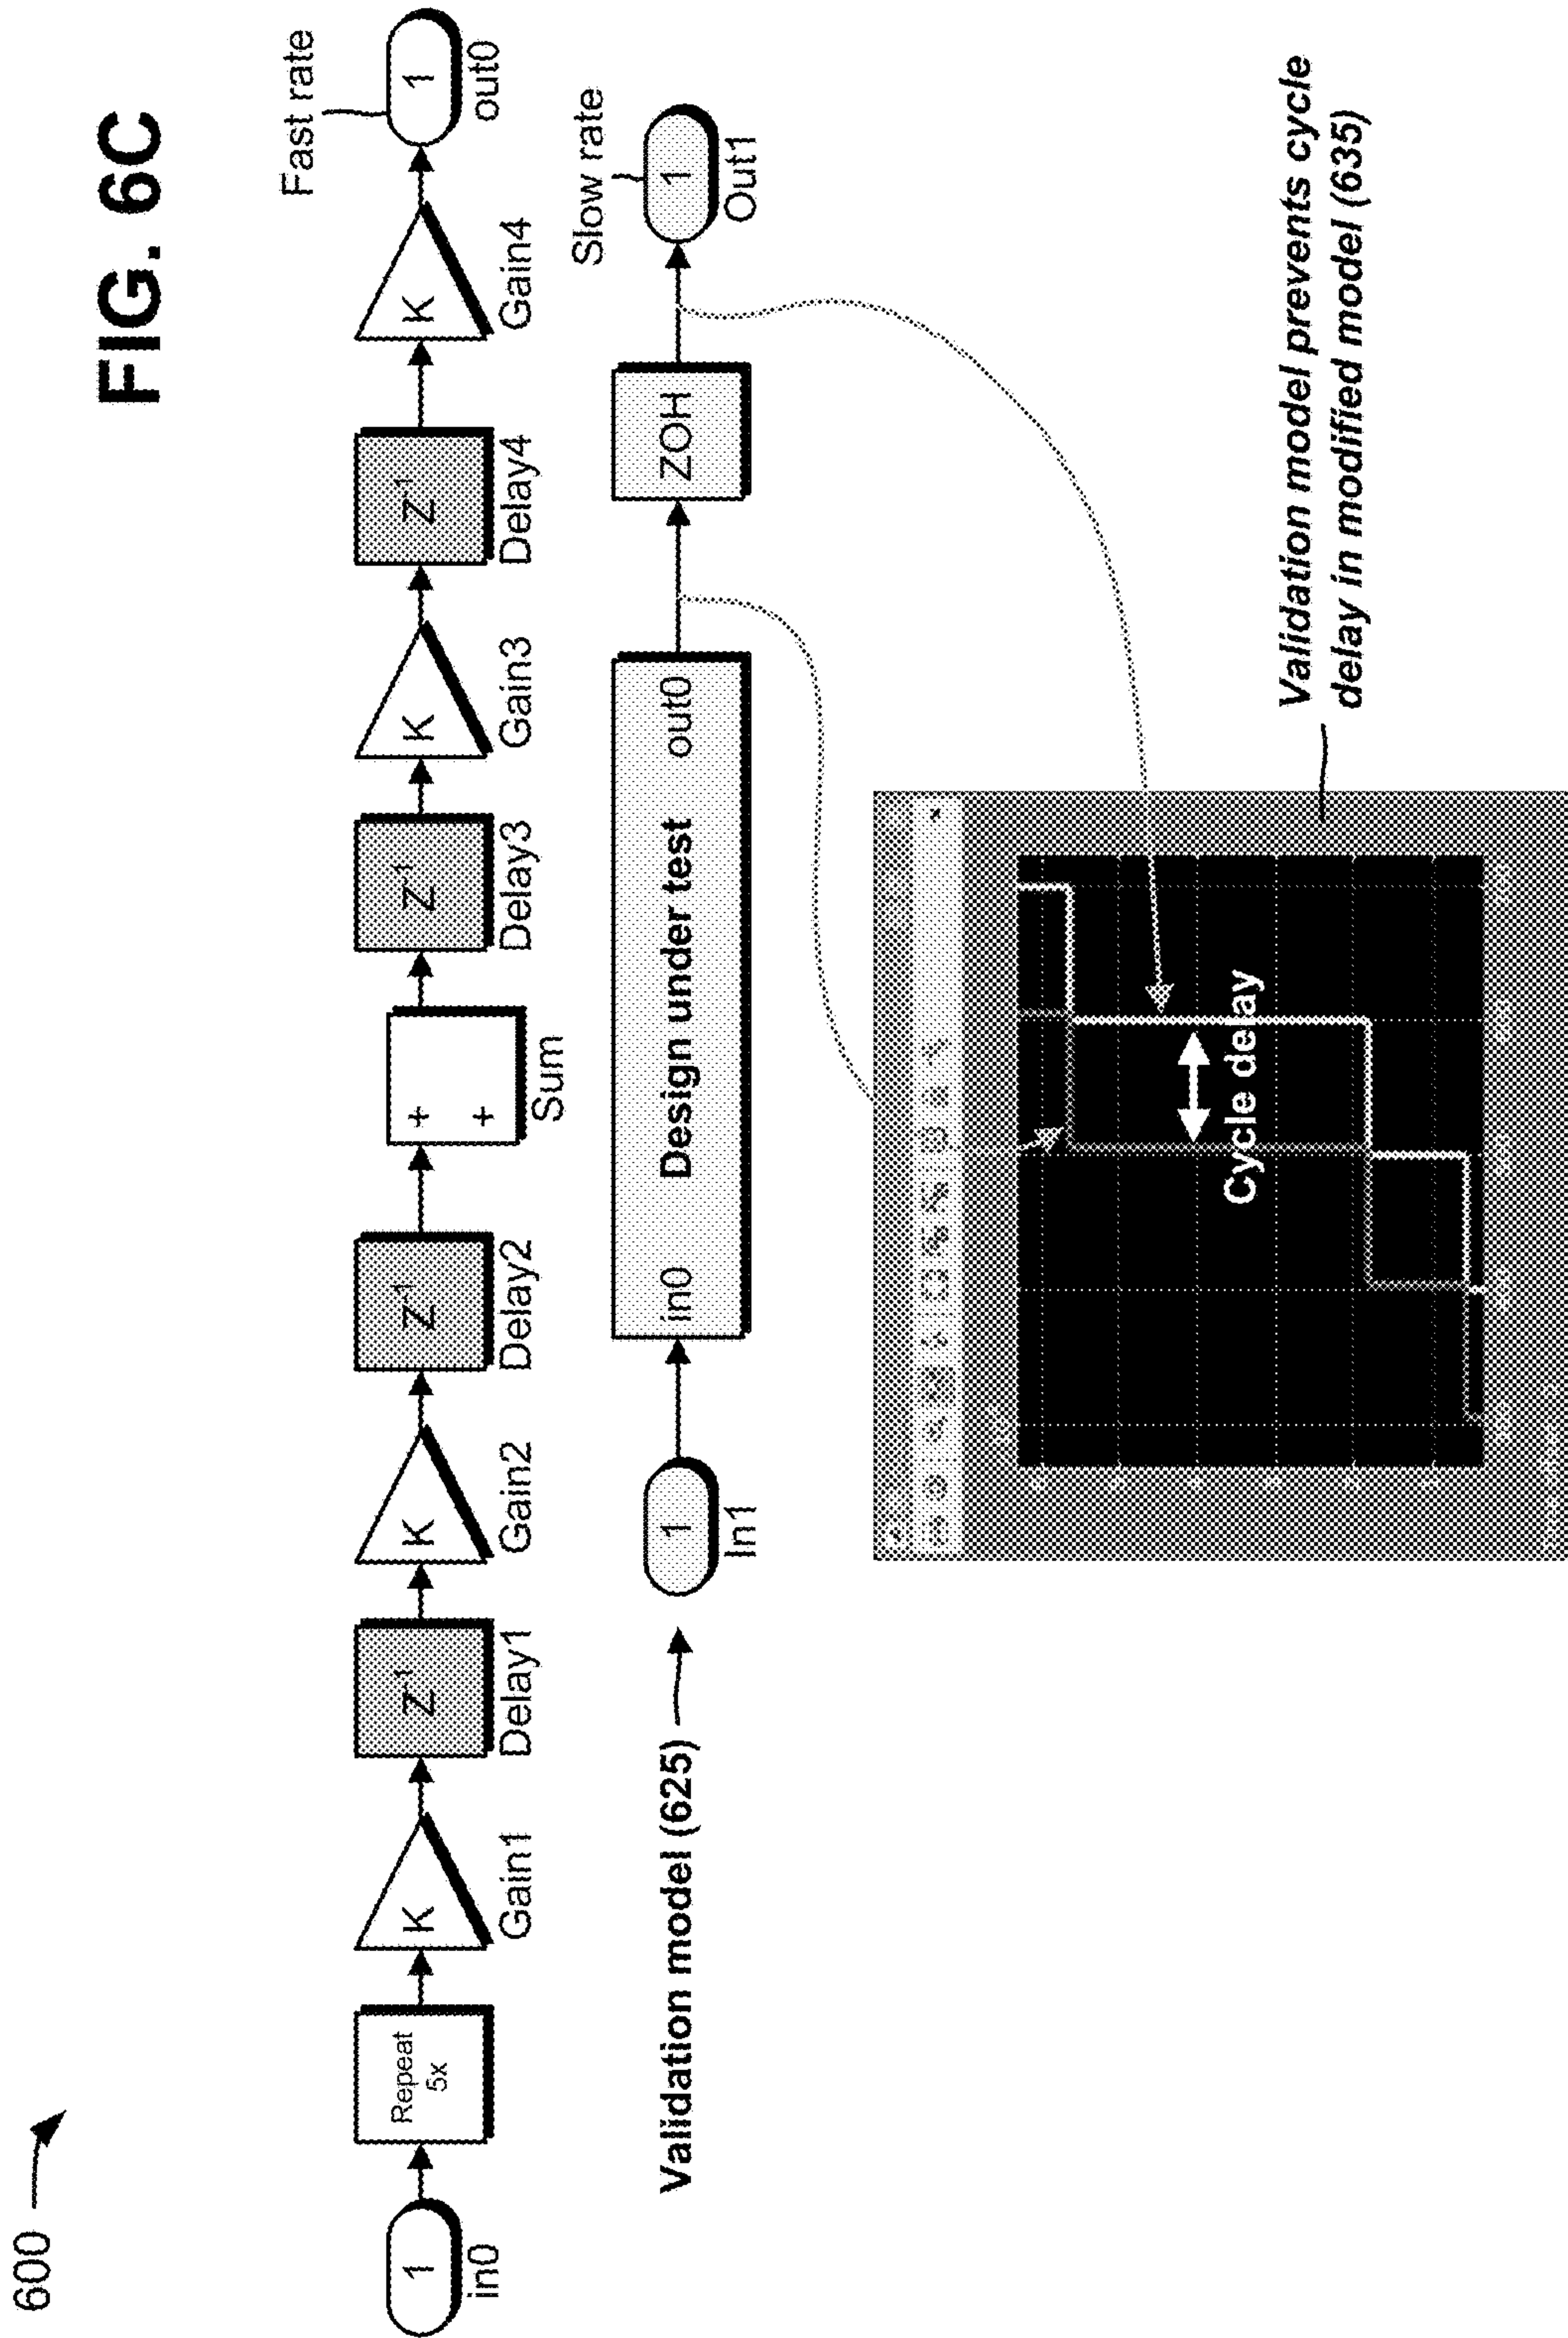 600
FIG. 6C
Fast rate
1
in0
Repeat
5x
K
Gain1
Z-1
Delay1
K
Gain2
Z-1
Delay2
+
+
Sum
Z-1
Delay3
K
Gain3
Z-1
Delay4
K
Gain4
1
out0
Slow rate
Validation model (625)
1
In1
in0
Design under test
out0
ZOH
1
Out1
Cycle delay
Validation model prevents cycle
delay in modified model (635)